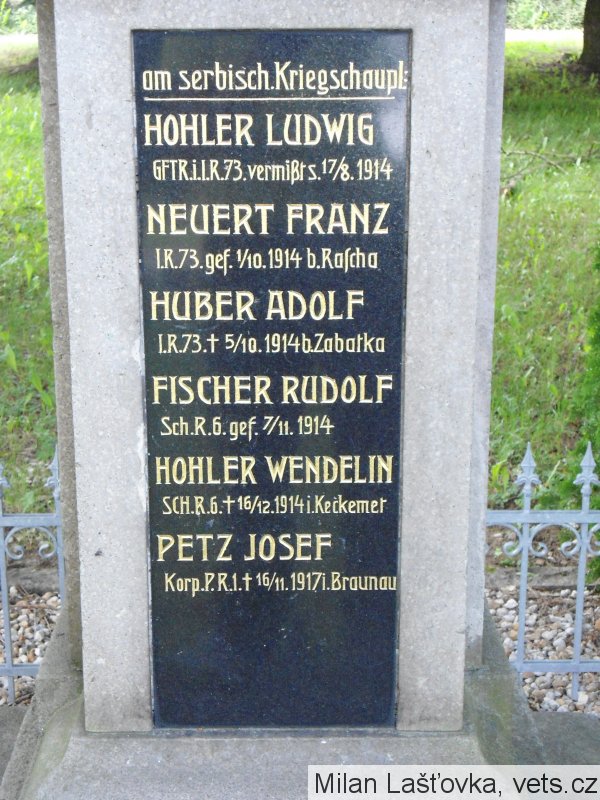 am serbisch. Kriegschaupl:
HOHLER LUDWIG
GFTR.i.I.R.73.vermißt s. 17/8. 1914
NEUERT FRANZ
I.R.73. gef. 1/10. 1914 b. Raſcha
HUBER ADOLF
I.R.73. † 5/10. 1914 b. Zabatka
FISCHER RUDOLF
Sch.R.6. gef. 7/11. 1914
HOHLER WENDELIN
SCH.R.6. † 16/12. 1914 i. Keckemet
PETZ JOSEF
Korp. P.R.1. † 16/11. 1917 i. Braunau
Milan Lašťovka, vets.cz